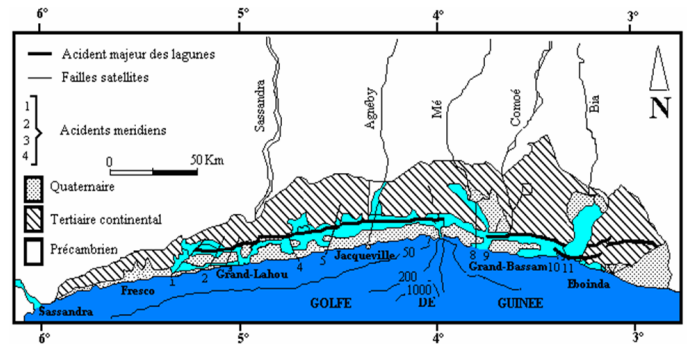 6° 5° 4° 3°
Acident majeur des lagunes
Failles satellites
1
2
3
4
Acidents meridiens
0 50 Km
Quaternaire
Tertiaire continental
Précambrien
Sassandra
Agnéby
Mé
Comoé
Bia
N
1 2 3 4 5 8 9 10 11
Sassandra
Fresco
Grand-Lahou
Jacqueville
Grand-Bassam
Eboinda
50
200
1000
GOLFE DE GUINEE
6° 5° 4° 3°